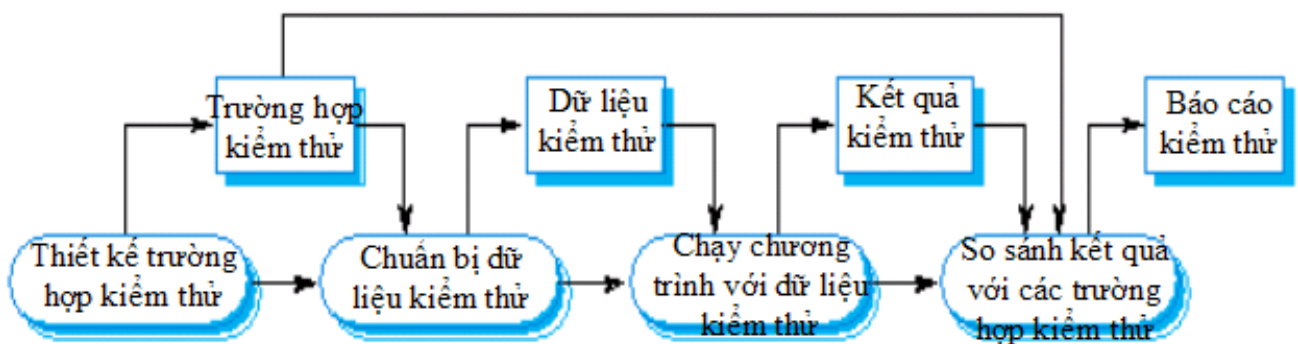 Trường hợp
kiểm thử
Dữ liệu
kiểm thử
Kết quả
kiểm thử
Báo cáo
kiểm thử
Thiết kế trường
hợp kiểm thử
Chuẩn bị dữ
liệu kiểm thử
Chạy chương
trình với dữ liệu
kiểm thử
So sánh kết quả
với các trường
hợp kiểm thử